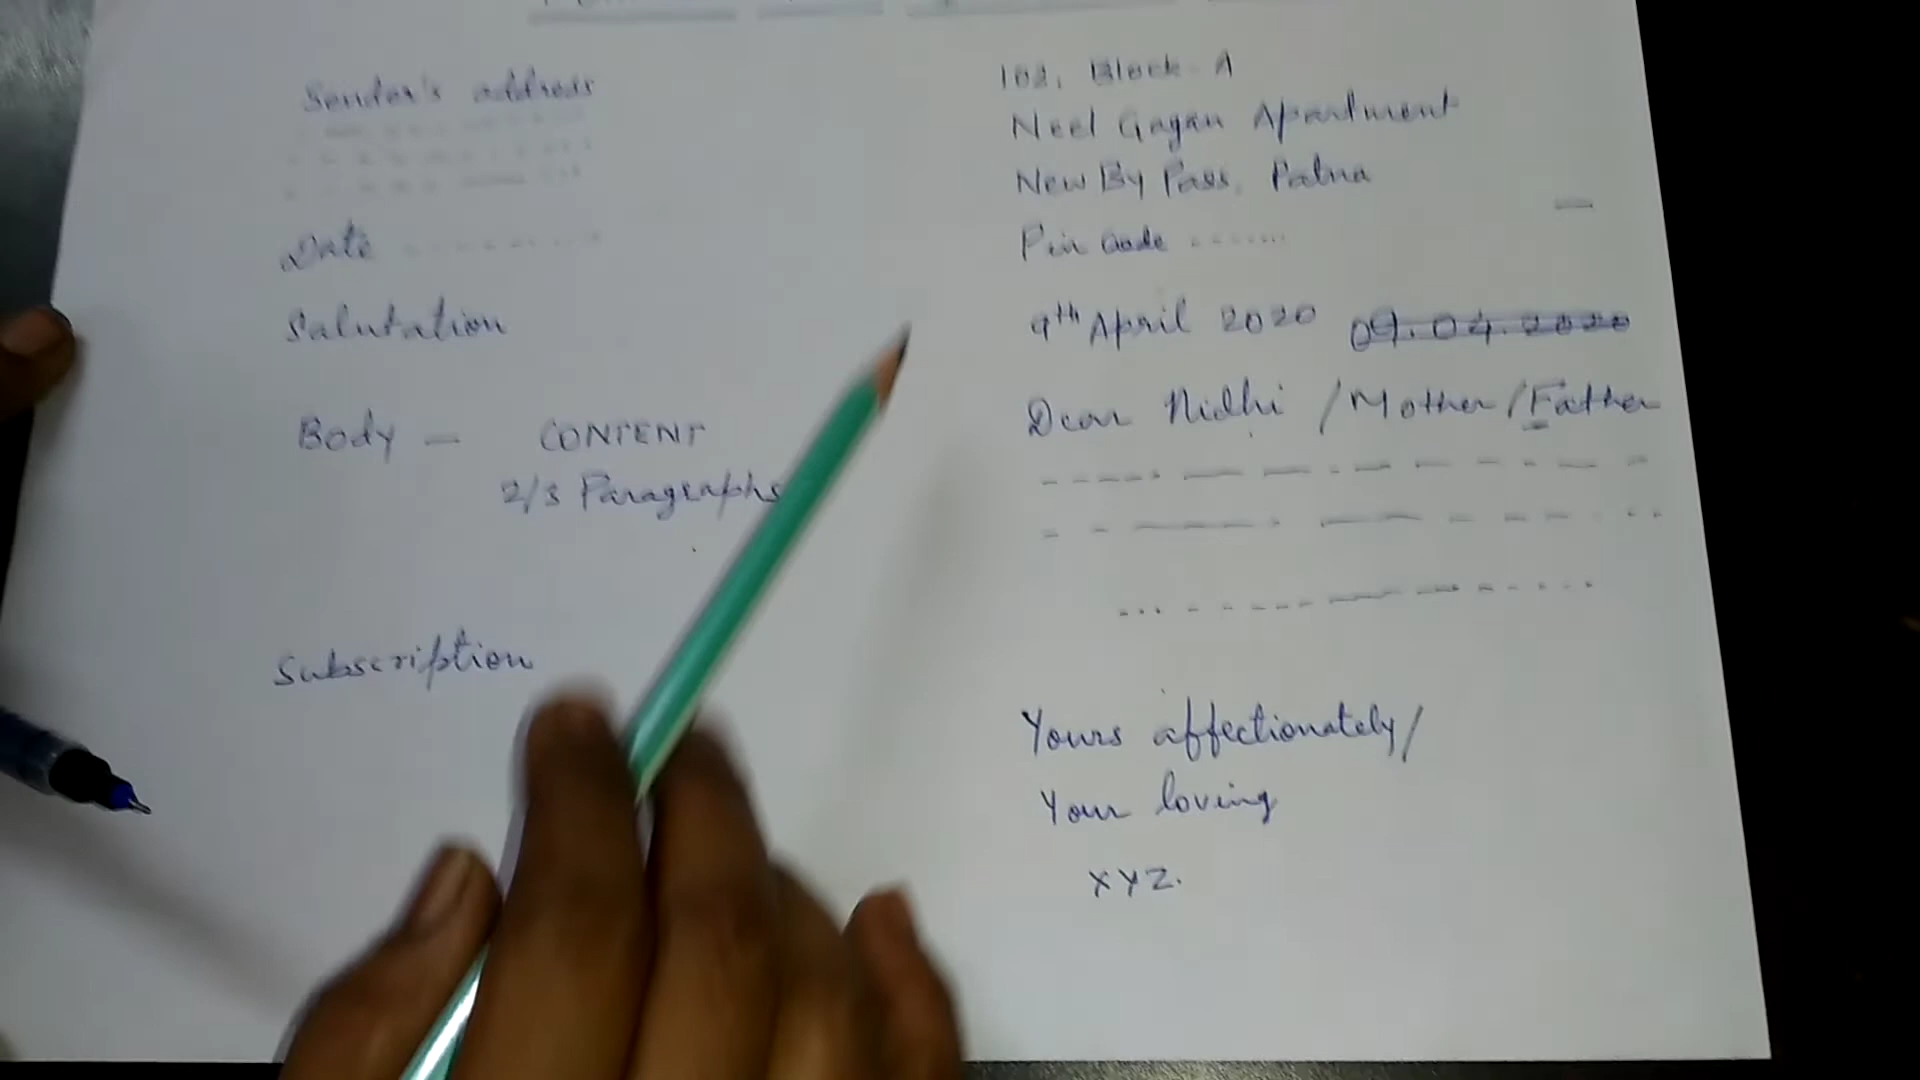 Sender's address
Date
Salutation
Body - CONTENT
2/3 Paragraphs
Subscription
102, Block-A
Neel Gagan Apartment
New By Pass, Patna
Pin Code .......
9th April 2020 09.04.2020
Dear Nidhi / Mother / Father
Yours affectionately/
Your loving
XYZ.